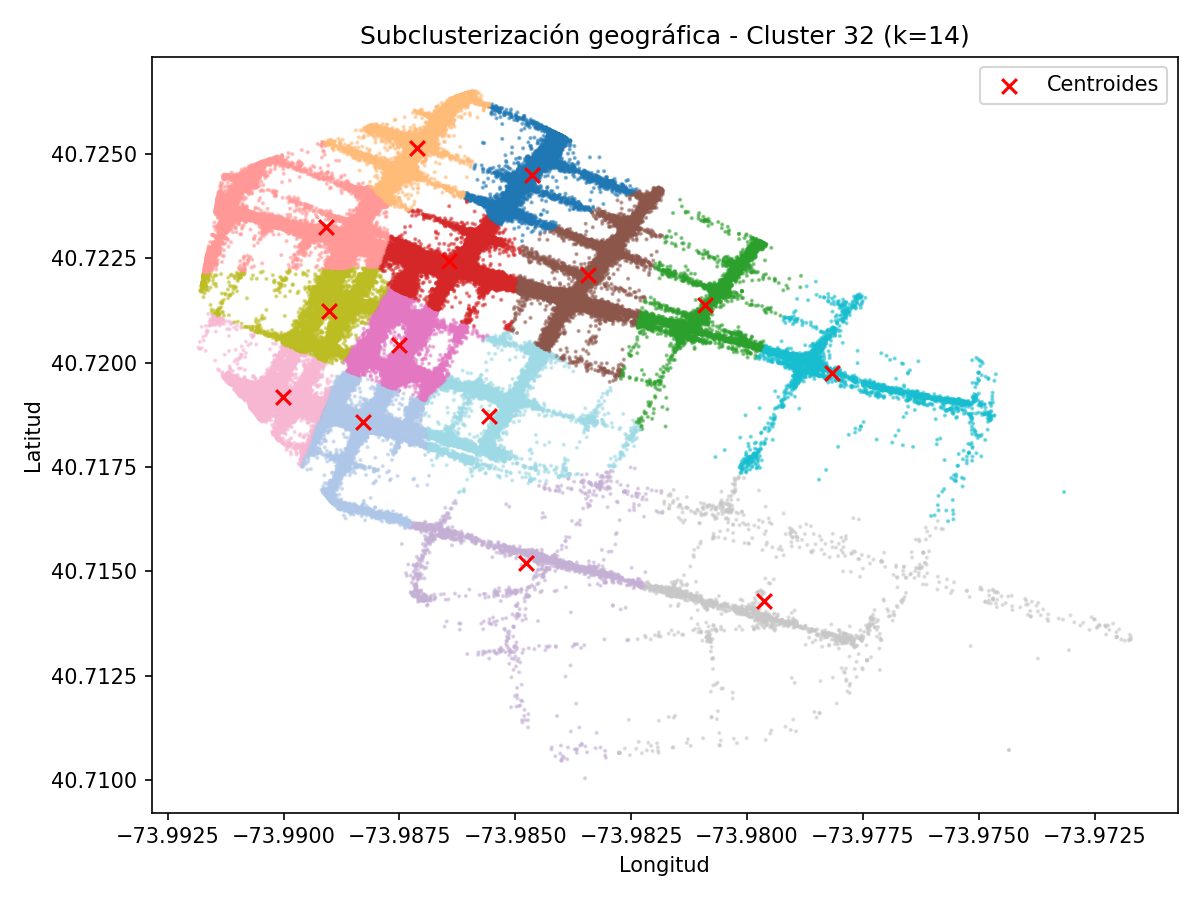 Subclusterización geográfica - Cluster 32 (k=14)
Centroides
40.7250
40.7225
40.7200
40.7175
40.7150
40.7125
40.7100
Latitud
−73.9925 −73.9900 −73.9875 −73.9850 −73.9825 −73.9800 −73.9775 −73.9750 −73.9725
Longitud